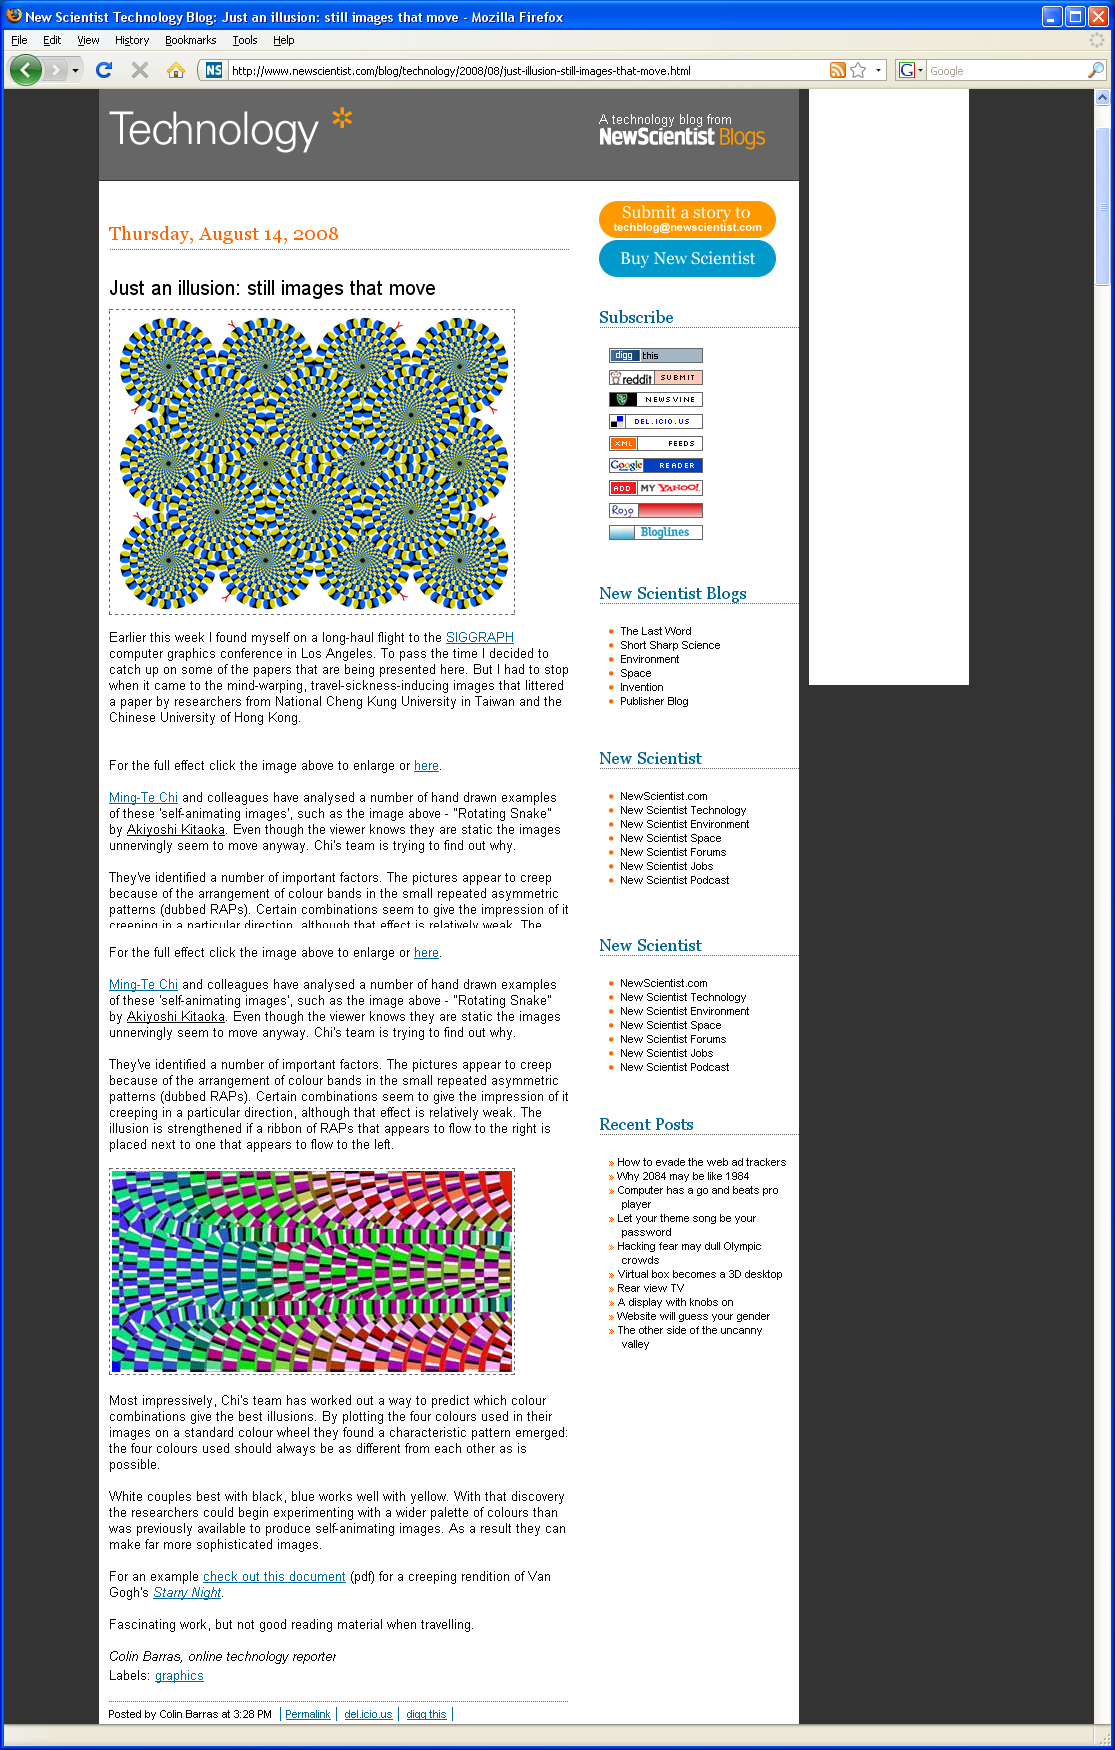 New Scientist Technology Blog: Just an illusion: still images that move - Mozilla Firefox
File Edit View History Bookmarks Tools Help
NS http://www.newscientist.com/blog/technology/2008/08/just-illusion-still-images-that-move.html
G Google
Technology *
A technology blog from
NewScientist Blogs
Thursday, August 14, 2008
Just an illusion: still images that move
Earlier this week I found myself on a long-haul flight to the SIGGRAPH
computer graphics conference in Los Angeles. To pass the time I decided to
catch up on some of the papers that are being presented here. But I had to stop
when it came to the mind-warping, travel-sickness-inducing images that littered
a paper by researchers from National Cheng Kung University in Taiwan and the
Chinese University of Hong Kong.
For the full effect click the image above to enlarge or here.
Ming-Te Chi and colleagues have analysed a number of hand drawn examples
of these 'self-animating images', such as the image above - "Rotating Snake"
by Akiyoshi Kitaoka. Even though the viewer knows they are static the images
unnervingly seem to move anyway. Chi's team is trying to find out why.
They've identified a number of important factors. The pictures appear to creep
because of the arrangement of colour bands in the small repeated asymmetric
patterns (dubbed RAPs). Certain combinations seem to give the impression of it
creeping in a particular direction, although that effect is relatively weak. The
For the full effect click the image above to enlarge or here.
Ming-Te Chi and colleagues have analysed a number of hand drawn examples
of these 'self-animating images', such as the image above - "Rotating Snake"
by Akiyoshi Kitaoka. Even though the viewer knows they are static the images
unnervingly seem to move anyway. Chi's team is trying to find out why.
They've identified a number of important factors. The pictures appear to creep
because of the arrangement of colour bands in the small repeated asymmetric
patterns (dubbed RAPs). Certain combinations seem to give the impression of it
creeping in a particular direction, although that effect is relatively weak. The
illusion is strengthened if a ribbon of RAPs that appears to flow to the right is
placed next to one that appears to flow to the left.
Most impressively, Chi's team has worked out a way to predict which colour
combinations give the best illusions. By plotting the four colours used in their
images on a standard colour wheel they found a characteristic pattern emerged:
the four colours used should always be as different from each other as is
possible.
White couples best with black, blue works well with yellow. With that discovery
the researchers could begin experimenting with a wider palette of colours than
was previously available to produce self-animating images. As a result they can
make far more sophisticated images.
For an example check out this document (pdf) for a creeping rendition of Van
Gogh's Starry Night.
Fascinating work, but not good reading material when travelling.
Colin Barras, online technology reporter
Labels: graphics
Posted by Colin Barras at 3:28 PM | Permalink | del.icio.us | digg this |
Submit a story to
techblog@newscientist.com
Buy New Scientist
Subscribe
digg this
reddit SUBMIT
NEWSVINE
DEL.ICIO.US
XML FEEDS
Google READER
ADD MY YAHOO!
Rojo
Bloglines
New Scientist Blogs
The Last Word
Short Sharp Science
Environment
Space
Invention
Publisher Blog
New Scientist
NewScientist.com
New Scientist Technology
New Scientist Environment
New Scientist Space
New Scientist Forums
New Scientist Jobs
New Scientist Podcast
New Scientist
NewScientist.com
New Scientist Technology
New Scientist Environment
New Scientist Space
New Scientist Forums
New Scientist Jobs
New Scientist Podcast
Recent Posts
» How to evade the web ad trackers
» Why 2084 may be like 1984
» Computer has a go and beats pro
player
» Let your theme song be your
password
» Hacking fear may dull Olympic
crowds
» Virtual box becomes a 3D desktop
» Rear view TV
» A display with knobs on
» Website will guess your gender
» The other side of the uncanny
valley